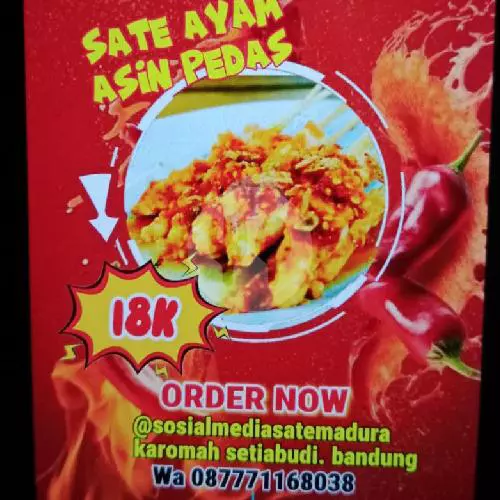 SATE AYAM
ASIN PEDAS
18K
ORDER NOW
@sosialmediasatemadura
karomah setiabudi. bandung
Wa 087771168038